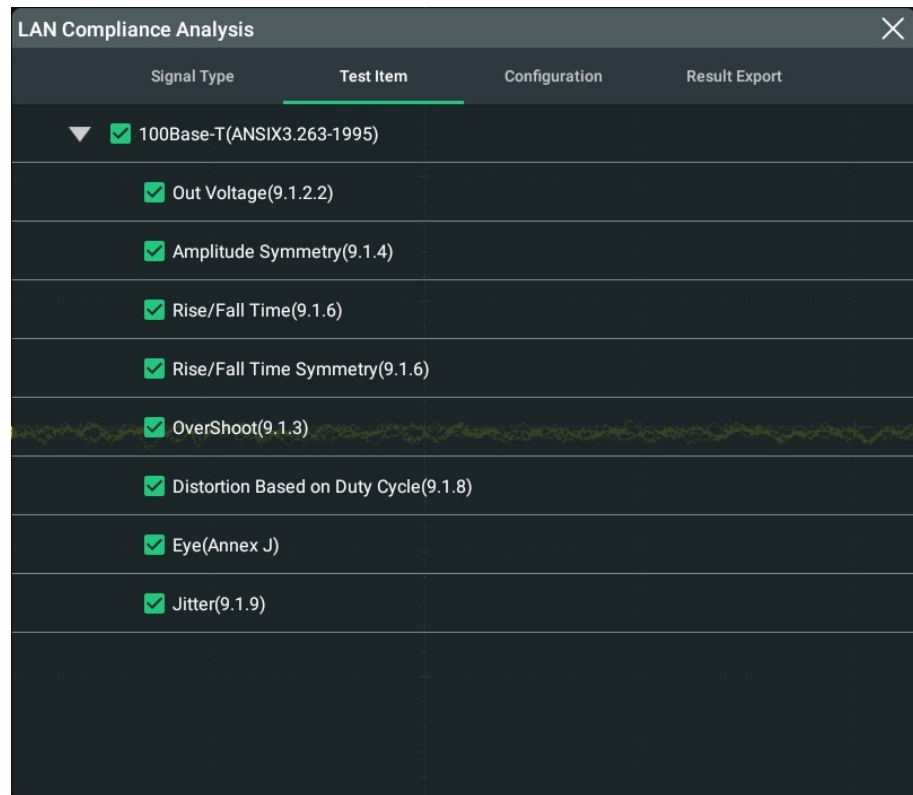 LAN Compliance Analysis
Signal Type Test Item Configuration Result Export
100Base-T(ANSIX3.263-1995)
Out Voltage(9.1.2.2)
Amplitude Symmetry(9.1.4)
Rise/Fall Time(9.1.6)
Rise/Fall Time Symmetry(9.1.6)
OverShoot(9.1.3)
Distortion Based on Duty Cycle(9.1.8)
Eye(Annex J)
Jitter(9.1.9)